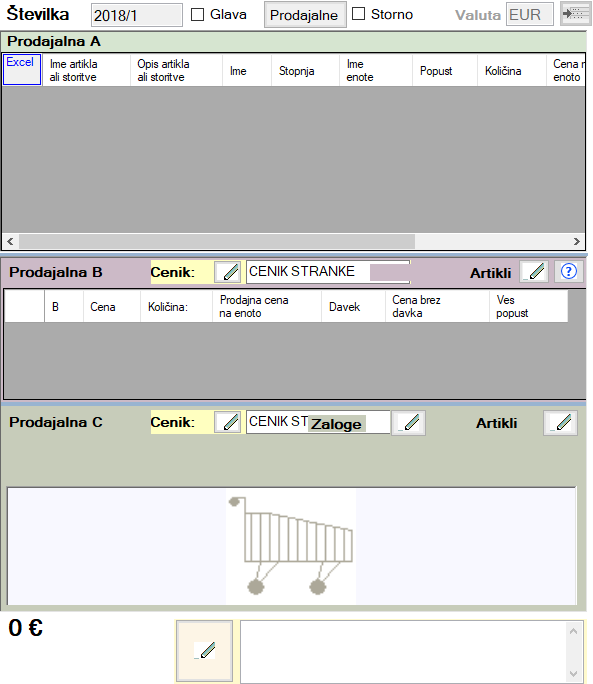 Številka 2018/1 Glava Prodajalne Storno Valuta EUR
Prodajalna A
Excel Ime artikla ali storitve Opis artikla ali storitve Ime Stopnja Ime enote Popust Količina Cena n enoto
Prodajalna B Cenik: CENIK STRANKE Artikli ?
B Cena Količina: Prodajna cena na enoto Davek Cena brez davka Ves popust
Prodajalna C Cenik: CENIK ST Zaloge Artikli
0 €